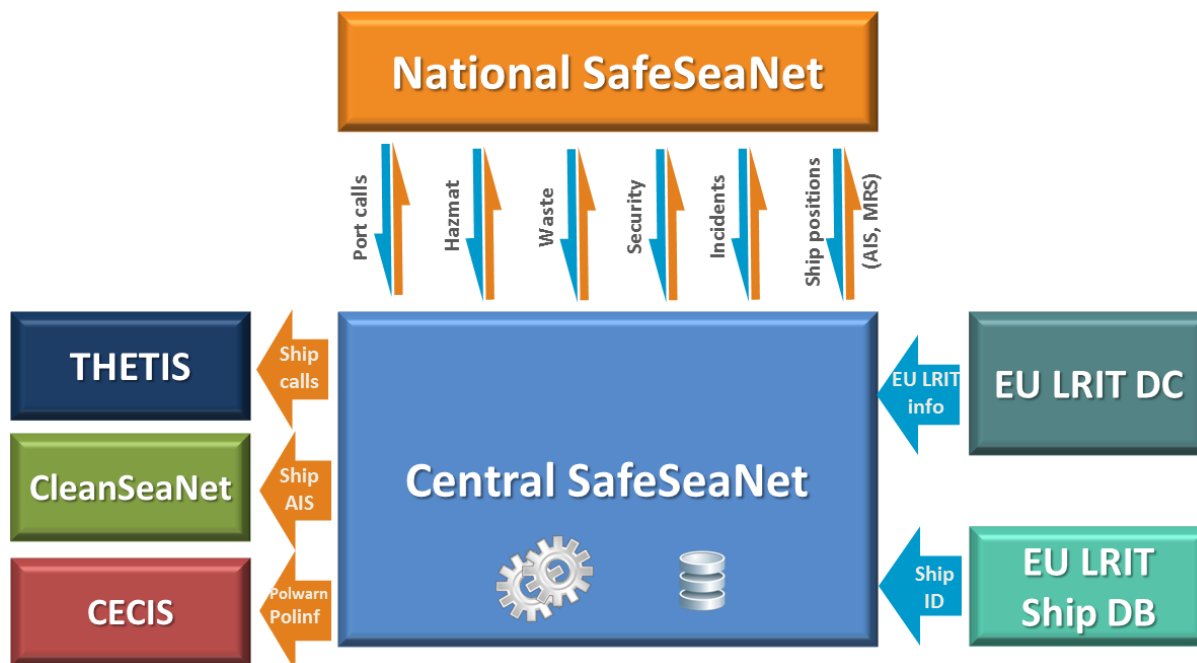 National SafeSeaNet
Port calls
Hazmat
Waste
Security
Incidents
Ship positions
(AIS, MRS)
THETIS
Ship
calls
CleanSeaNet
Ship
AIS
CECIS
Polwarn
Polinf
Central SafeSeaNet
EU LRIT
info
EU LRIT DC
Ship
ID
EU LRIT
Ship DB